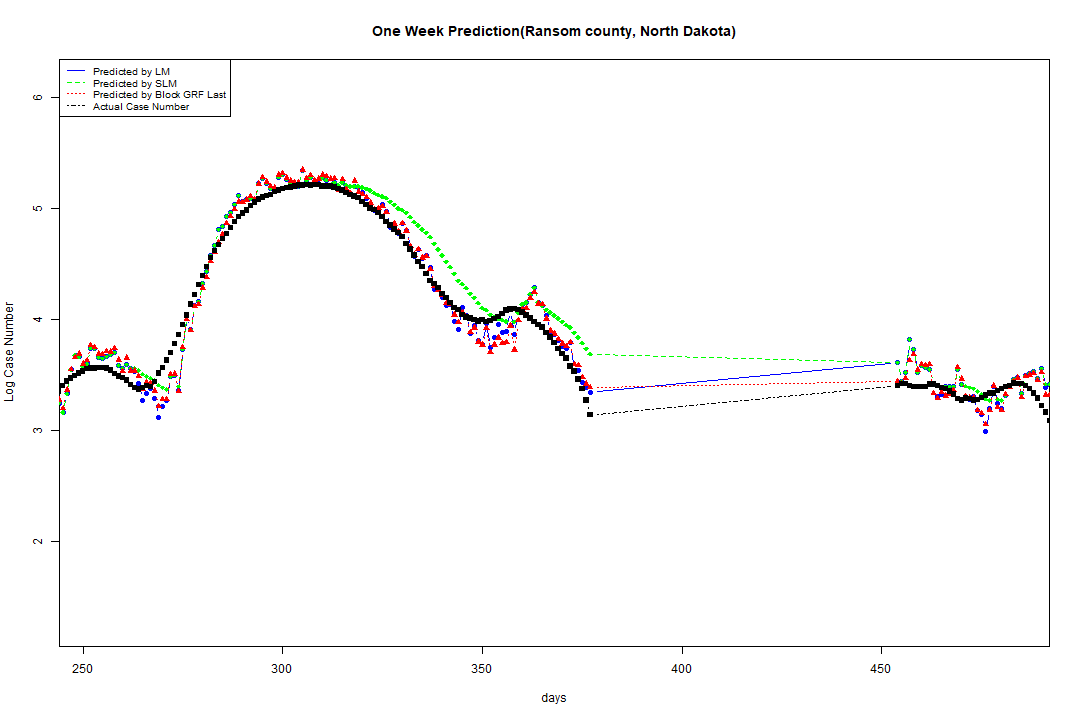 One Week Prediction(Ransom county, North Dakota)
Predicted by LM
Predicted by SLM
Predicted by Block GRF Last
Actual Case Number
Log Case Number
6
5
4
3
2
250 300 350 400 450
days